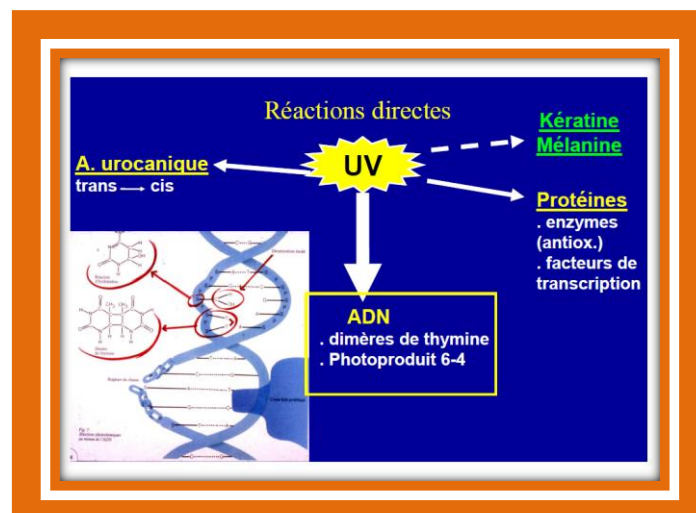 Réactions directes
UV
Kératine
Mélanine
A. urocanique
trans → cis
Protéines
. enzymes
(antiox.)
. facteurs de
transcription
ADN
. dimères de thymine
. Photoproduit 6-4